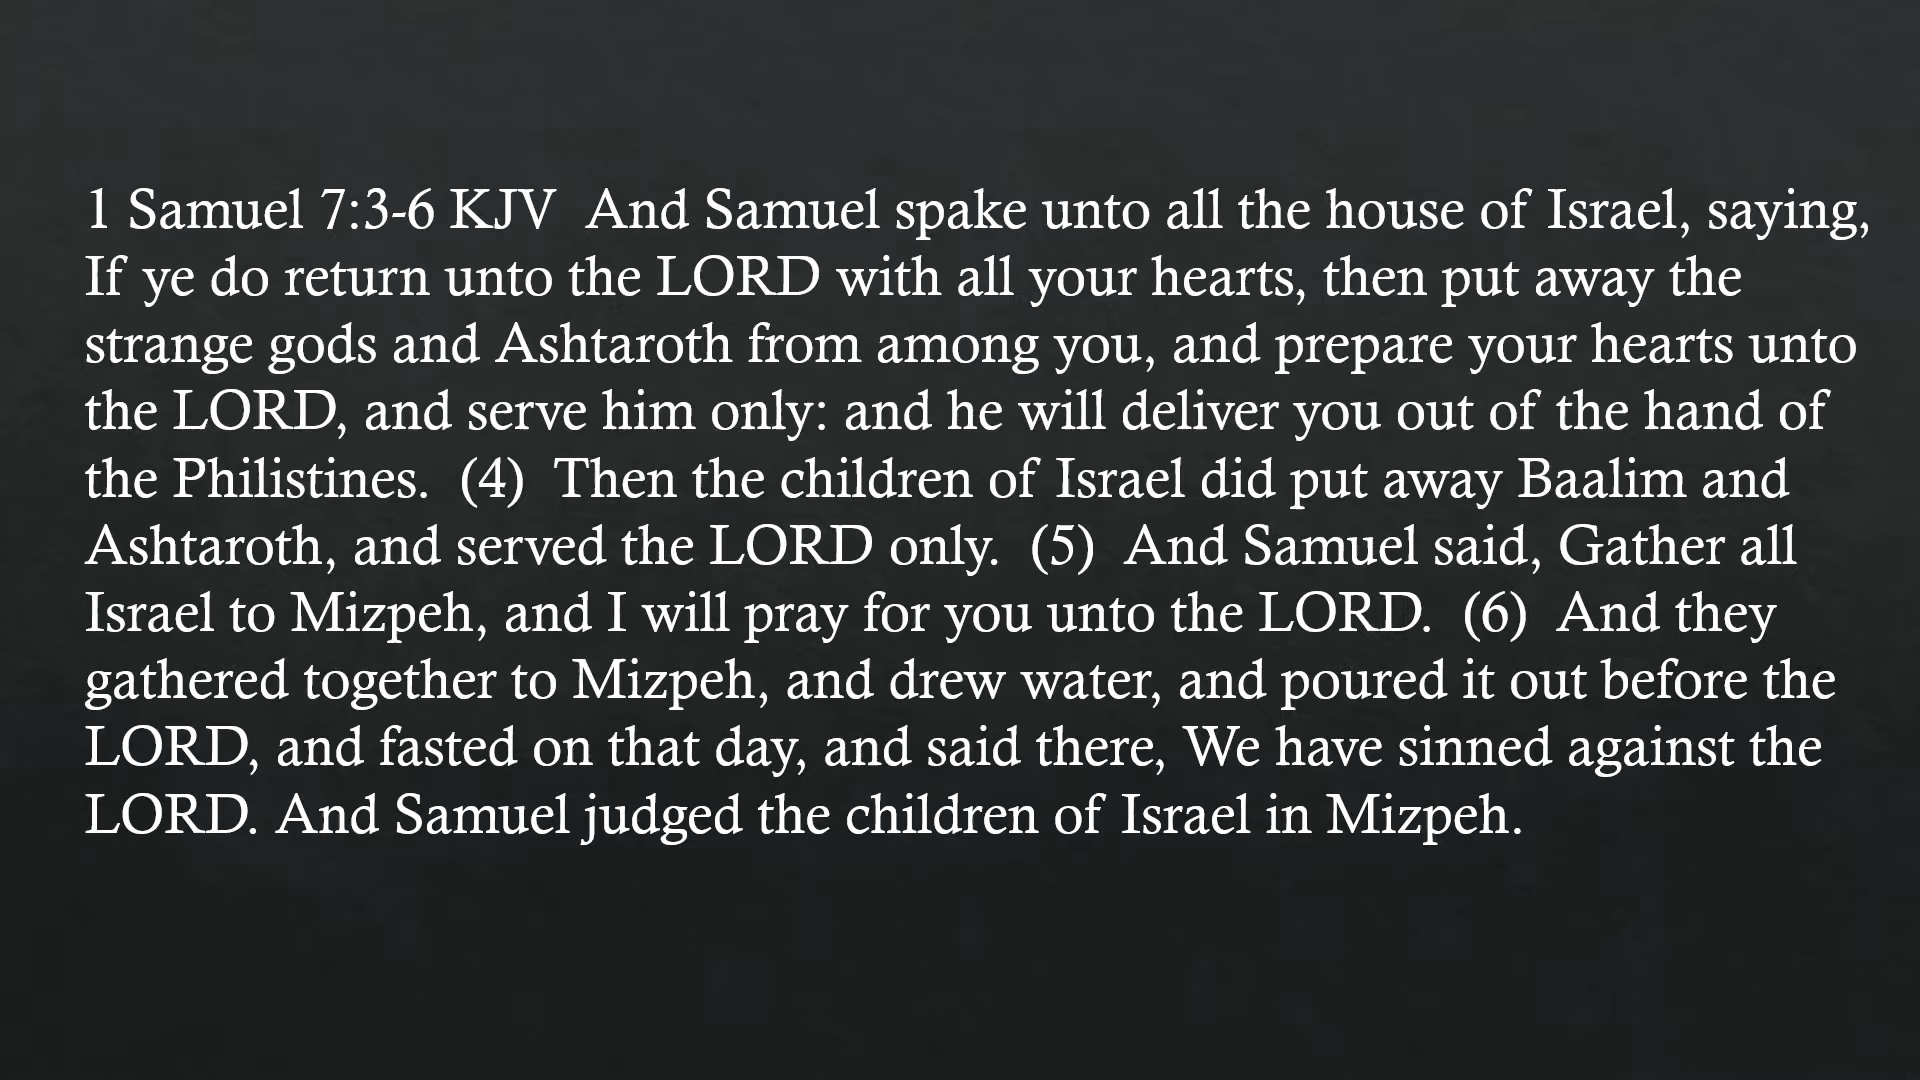 1 Samuel 7:3-6 KJV  And Samuel spake unto all the house of Israel, saying,
If ye do return unto the LORD with all your hearts, then put away the
strange gods and Ashtaroth from among you, and prepare your hearts unto
the LORD, and serve him only: and he will deliver you out of the hand of
the Philistines.  (4)  Then the children of Israel did put away Baalim and
Ashtaroth, and served the LORD only.  (5)  And Samuel said, Gather all
Israel to Mizpeh, and I will pray for you unto the LORD.  (6)  And they
gathered together to Mizpeh, and drew water, and poured it out before the
LORD, and fasted on that day, and said there, We have sinned against the
LORD. And Samuel judged the children of Israel in Mizpeh.